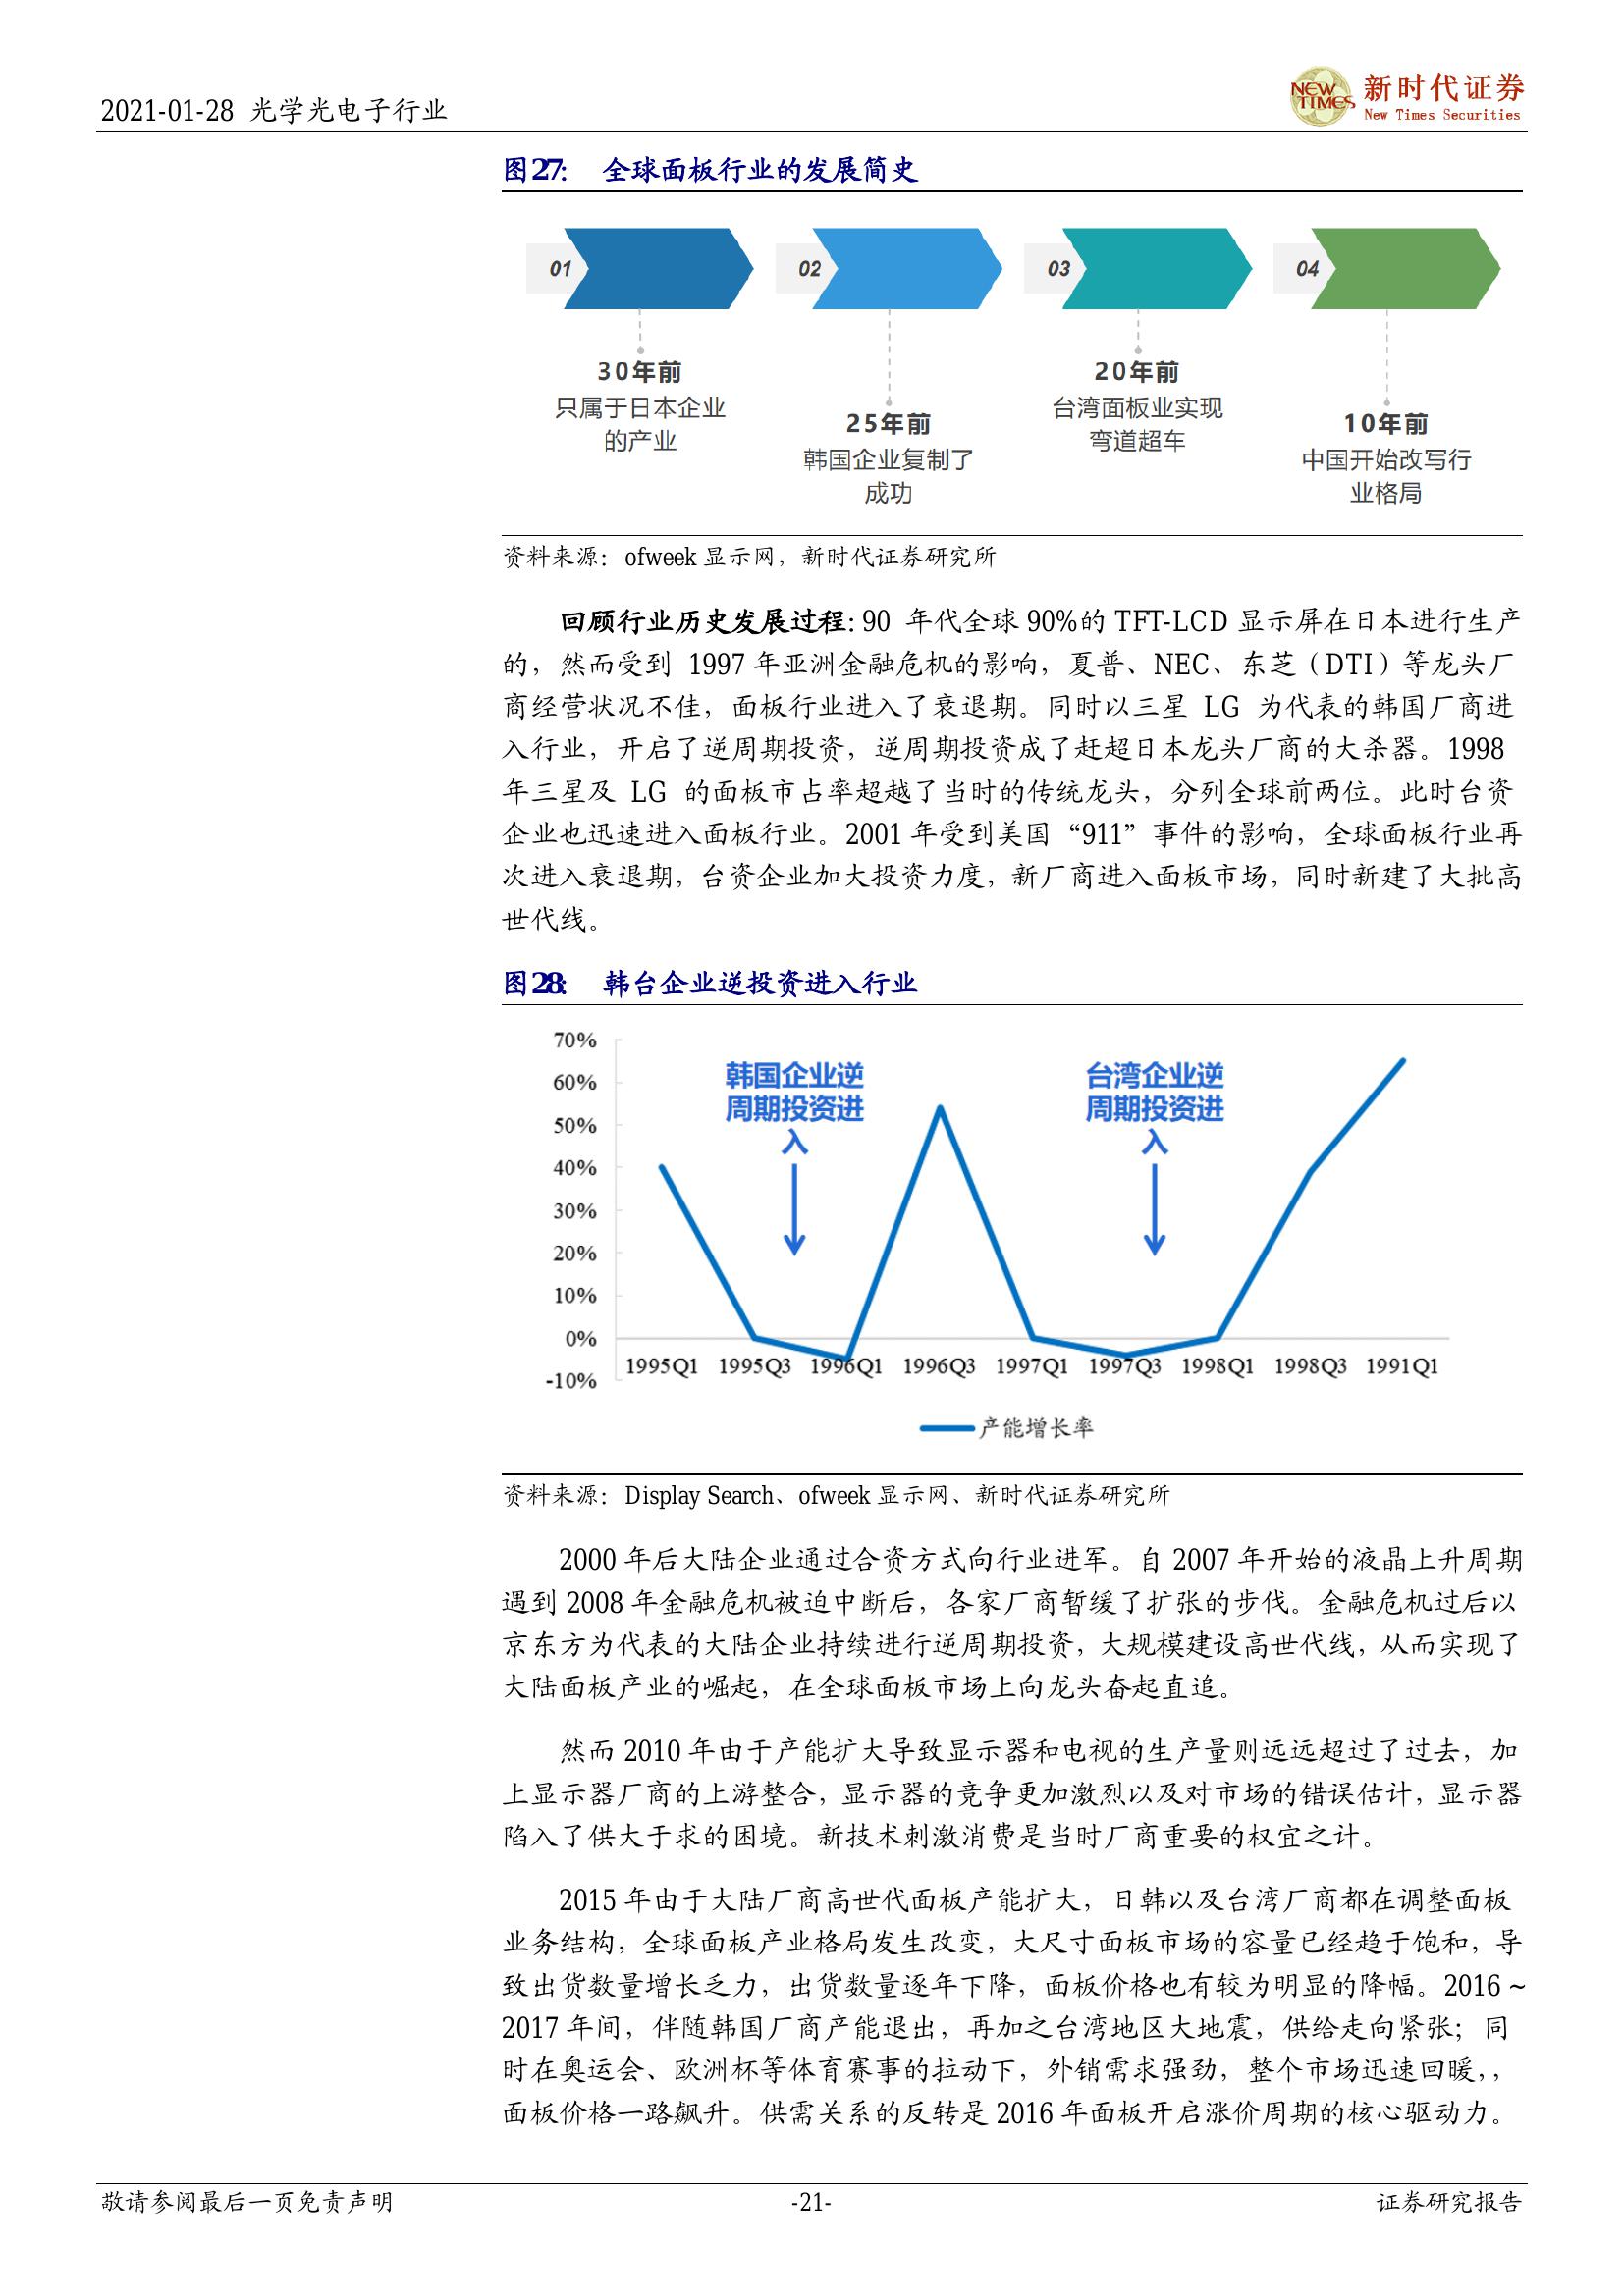 2021-01-28 光学光电子行业
NEW TIMES
新时代证券
New Times Securities
图27: 全球面板行业的发展简史
01
02
03
04
30年前
只属于日本企业
的产业
25年前
韩国企业复制了
成功
20年前
台湾面板业实现
弯道超车
10年前
中国开始改写行
业格局
资料来源：ofweek 显示网，新时代证券研究所
回顾行业历史发展过程: 90 年代全球 90%的 TFT-LCD 显示屏在日本进行生产
的，然而受到 1997 年亚洲金融危机的影响，夏普、NEC、东芝（DTI）等龙头厂
商经营状况不佳，面板行业进入了衰退期。同时以三星 LG 为代表的韩国厂商进
入行业，开启了逆周期投资，逆周期投资成了赶超日本龙头厂商的大杀器。1998
年三星及 LG 的面板市占率超越了当时的传统龙头，分列全球前两位。此时台资
企业也迅速进入面板行业。2001 年受到美国“911”事件的影响，全球面板行业再
次进入衰退期，台资企业加大投资力度，新厂商进入面板市场，同时新建了大批高
世代线。
图28: 韩台企业逆投资进入行业
70%
60%
50%
40%
30%
20%
10%
0%
-10%
韩国企业逆
周期投资进
入
台湾企业逆
周期投资进
入
1995Q1 1995Q3 1996Q1 1996Q3 1997Q1 1997Q3 1998Q1 1998Q3 1991Q1
产能增长率
资料来源：Display Search、ofweek 显示网、新时代证券研究所
2000 年后大陆企业通过合资方式向行业进军。自 2007 年开始的液晶上升周期
遇到 2008 年金融危机被迫中断后，各家厂商暂缓了扩张的步伐。金融危机过后以
京东方为代表的大陆企业持续进行逆周期投资，大规模建设高世代线，从而实现了
大陆面板产业的崛起，在全球面板市场上向龙头奋起直追。
然而 2010 年由于产能扩大导致显示器和电视的生产量则远远超过了过去，加
上显示器厂商的上游整合，显示器的竞争更加激烈以及对市场的错误估计，显示器
陷入了供大于求的困境。新技术刺激消费是当时厂商重要的权宜之计。
2015 年由于大陆厂商高世代面板产能扩大，日韩以及台湾厂商都在调整面板
业务结构，全球面板产业格局发生改变，大尺寸面板市场的容量已经趋于饱和，导
致出货数量增长乏力，出货数量逐年下降，面板价格也有较为明显的降幅。2016～
2017 年间，伴随韩国厂商产能退出，再加之台湾地区大地震，供给走向紧张；同
时在奥运会、欧洲杯等体育赛事的拉动下，外销需求强劲，整个市场迅速回暖，，
面板价格一路飙升。供需关系的反转是 2016 年面板开启涨价周期的核心驱动力。
敬请参阅最后一页免责声明
-21-
证券研究报告